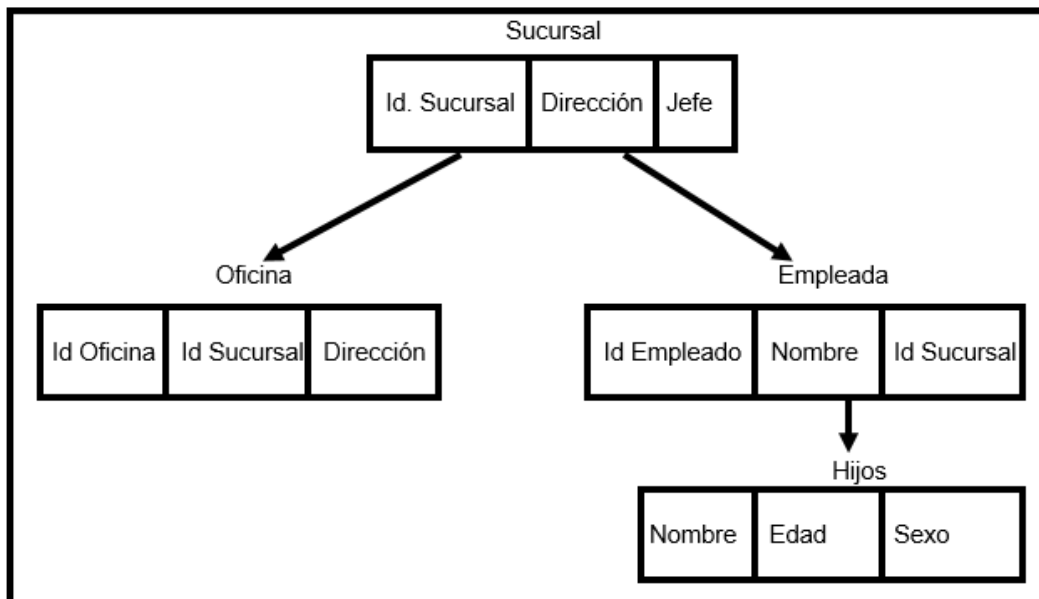 Sucursal
Id. Sucursal Dirección Jefe
Oficina Empleada
Id Oficina Id Sucursal Dirección Id Empleado Nombre Id Sucursal
Hijos
Nombre Edad Sexo